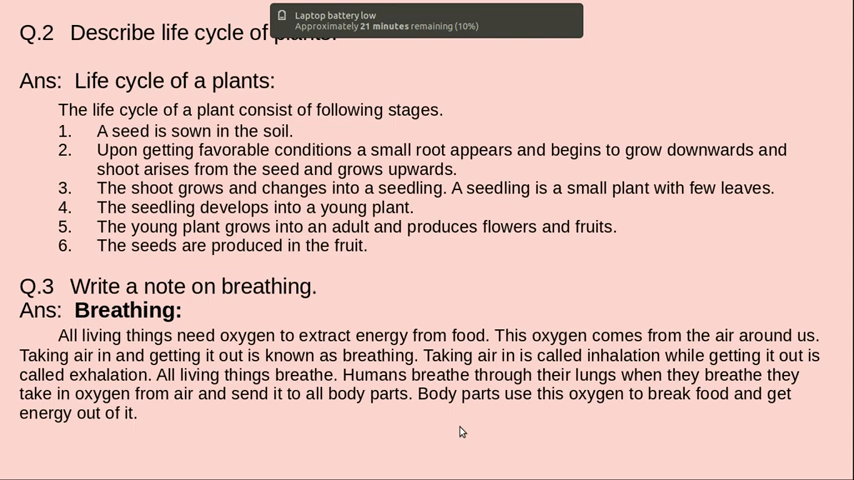 Laptop battery low
Approximately 21 minutes remaining (10%)
Q.2 Describe life cycle of plants.
Ans: Life cycle of a plants:
The life cycle of a plant consist of following stages.
1. A seed is sown in the soil.
2. Upon getting favorable conditions a small root appears and begins to grow downwards and
shoot arises from the seed and grows upwards.
3. The shoot grows and changes into a seedling. A seedling is a small plant with few leaves.
4. The seedling develops into a young plant.
5. The young plant grows into an adult and produces flowers and fruits.
6. The seeds are produced in the fruit.
Q.3 Write a note on breathing.
Ans: Breathing:
All living things need oxygen to extract energy from food. This oxygen comes from the air around us.
Taking air in and getting it out is known as breathing. Taking air in is called inhalation while getting it out is
called exhalation. All living things breathe. Humans breathe through their lungs when they breathe they
take in oxygen from air and send it to all body parts. Body parts use this oxygen to break food and get
energy out of it.